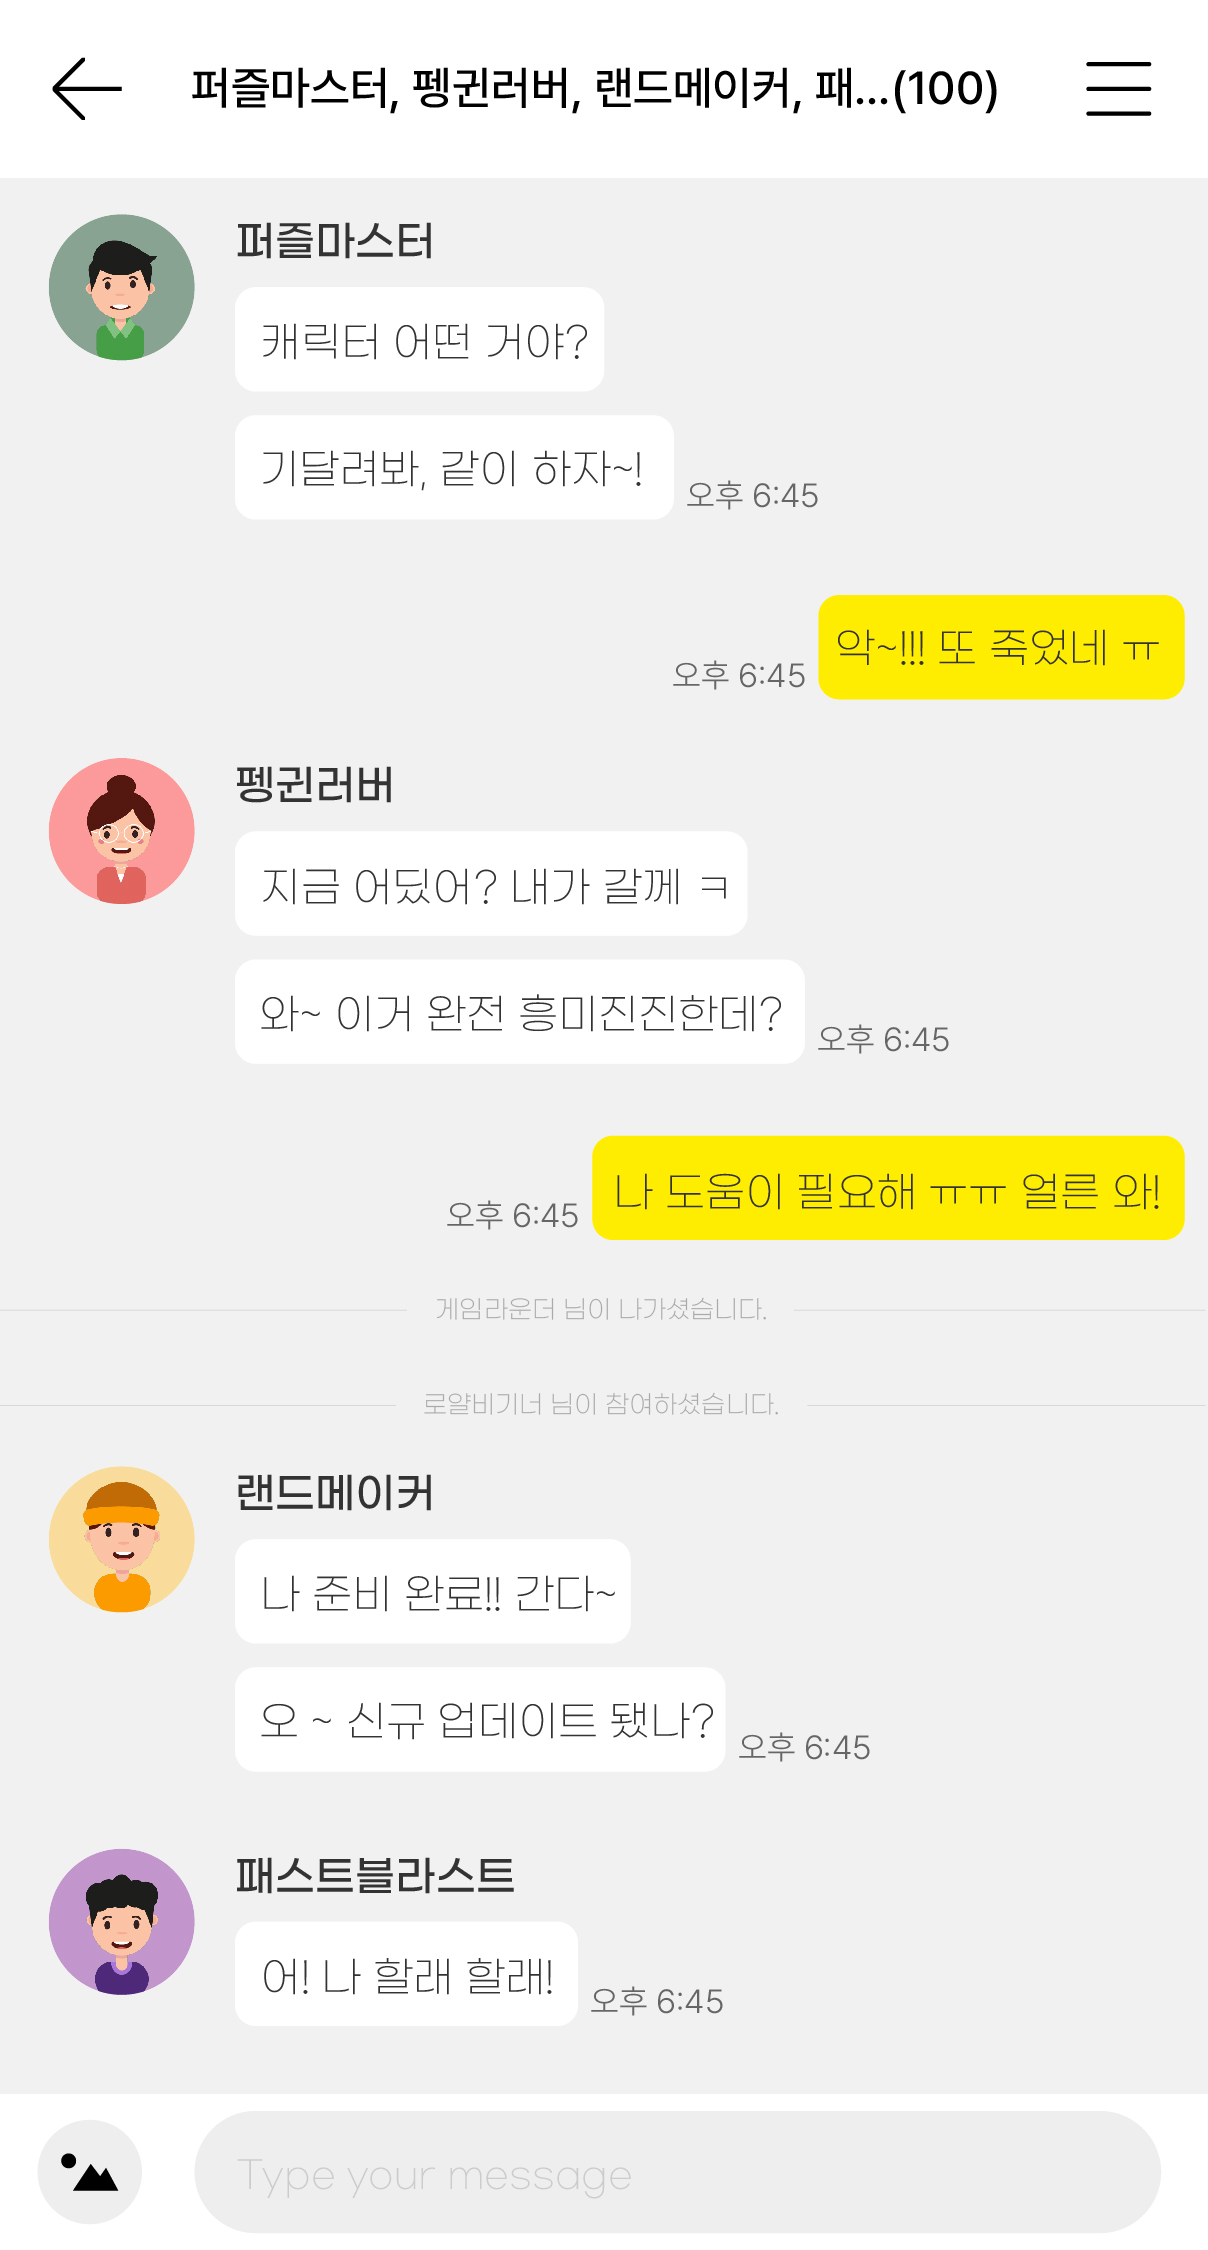 퍼즐마스터, 펭귄러버, 랜드메이커, 패...(100)
퍼즐마스터
캐릭터 어떤 거야?
기달려봐, 같이 하자~!
오후 6:45
악~!!! 또 죽었네 ㅠ
오후 6:45
펭귄러버
지금 어딨어? 내가 갈께 ㅋ
와~ 이거 완전 흥미진진한데?
오후 6:45
나 도움이 필요해 ㅠㅠ 얼른 와!
오후 6:45
게임라운더 님이 나가셨습니다.
로얄비기너 님이 참여하셨습니다.
랜드메이커
나 준비 완료!! 간다~
오 ~ 신규 업데이트 됐나?
오후 6:45
패스트블라스트
어! 나 할래 할래!
오후 6:45
Type your message